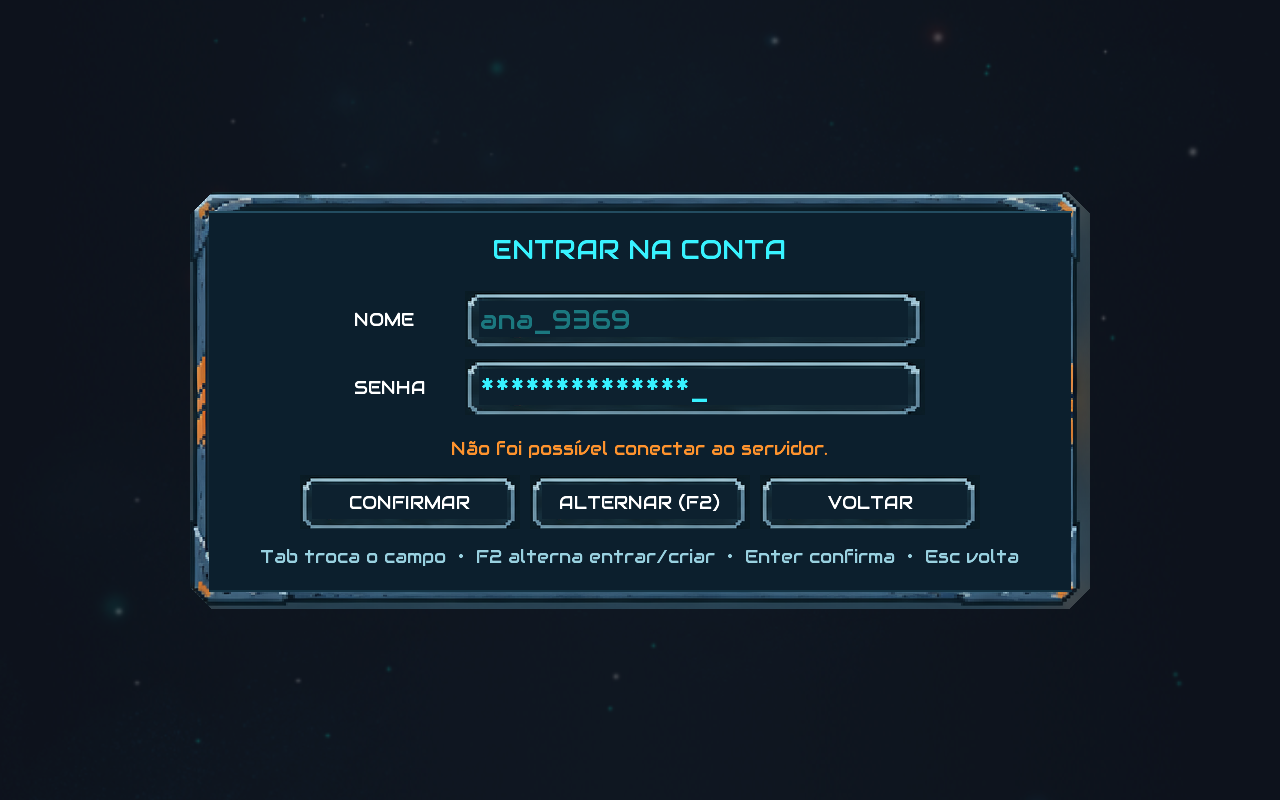 ENTRAR NA CONTA
NOME ana_9369
SENHA **************_
Não foi possível conectar ao servidor.
CONFIRMAR ALTERNAR (F2) VOLTAR
Tab troca o campo • F2 alterna entrar/criar • Enter confirma • Esc volta